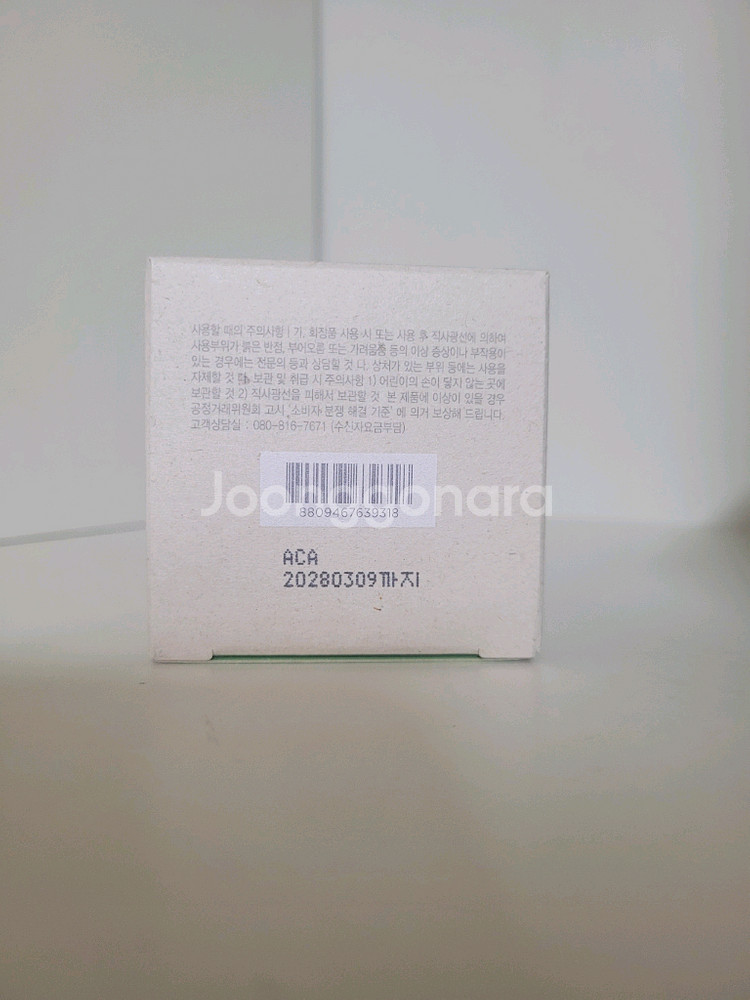 사용할 때의 주의사항 | 가. 화장품 사용 시 또는 사용 후 직사광선에 의하여
사용부위가 붉은 반점, 부어오름 또는 가려움증 등의 이상 증상이나 부작용이
있는 경우에는 전문의 등과 상담할 것 나. 상처가 있는 부위 등에는 사용을
자제할 것 다. 보관 및 취급 시 주의사항 1) 어린이의 손이 닿지 않는 곳에
보관할 것 2) 직사광선을 피해서 보관할 것 본 제품에 이상이 있을 경우
공정거래위원회 고시 '소비자 분쟁 해결 기준' 에 의거 보상해 드립니다.
고객상담실 : 080-816-7671 (수신자요금부담)
Joonggonara
8809467639318
ACA
20280309까지